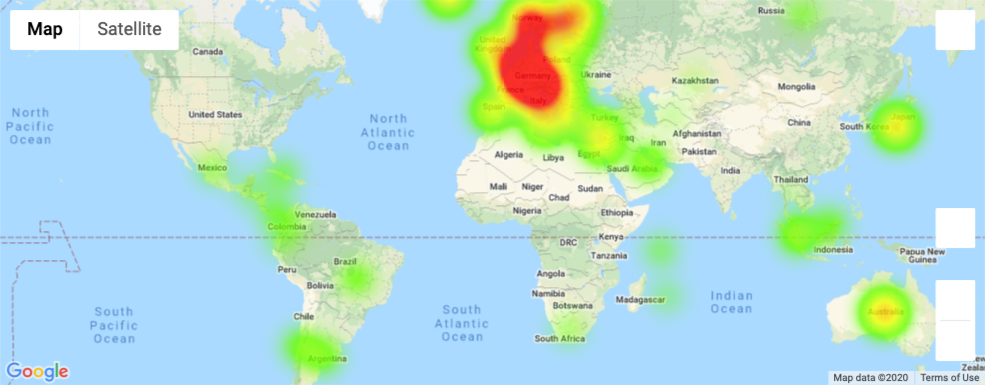 Map Satellite
Norway
Russia
United
Kingdom
Poland
Canada
Germany
Ukraine
Kazakhstan
Mongolia
France
Italy
North
Pacific
Ocean
United States
North
Atlantic
Ocean
Spain
Turkey
China
South Korea
Japan
Afghanistan
Iraq
Iran
Pakistan
Algeria
Libya
Egypt
Saudi Arabia
India
Mexico
Thailand
Mali
Niger
Chad
Sudan
Nigeria
Ethiopia
Venezuela
Colombia
DRC
Kenya
Tanzania
Indonesia
Papua New
Guinea
Peru
Brazil
Bolivia
Angola
Namibia
Botswana
Madagascar
Indian
Ocean
South
Pacific
Ocean
Chile
South
Atlantic
Ocean
Australia
South Africa
Argentina
New
Zeala
Google
Map data ©2020 Terms of Use